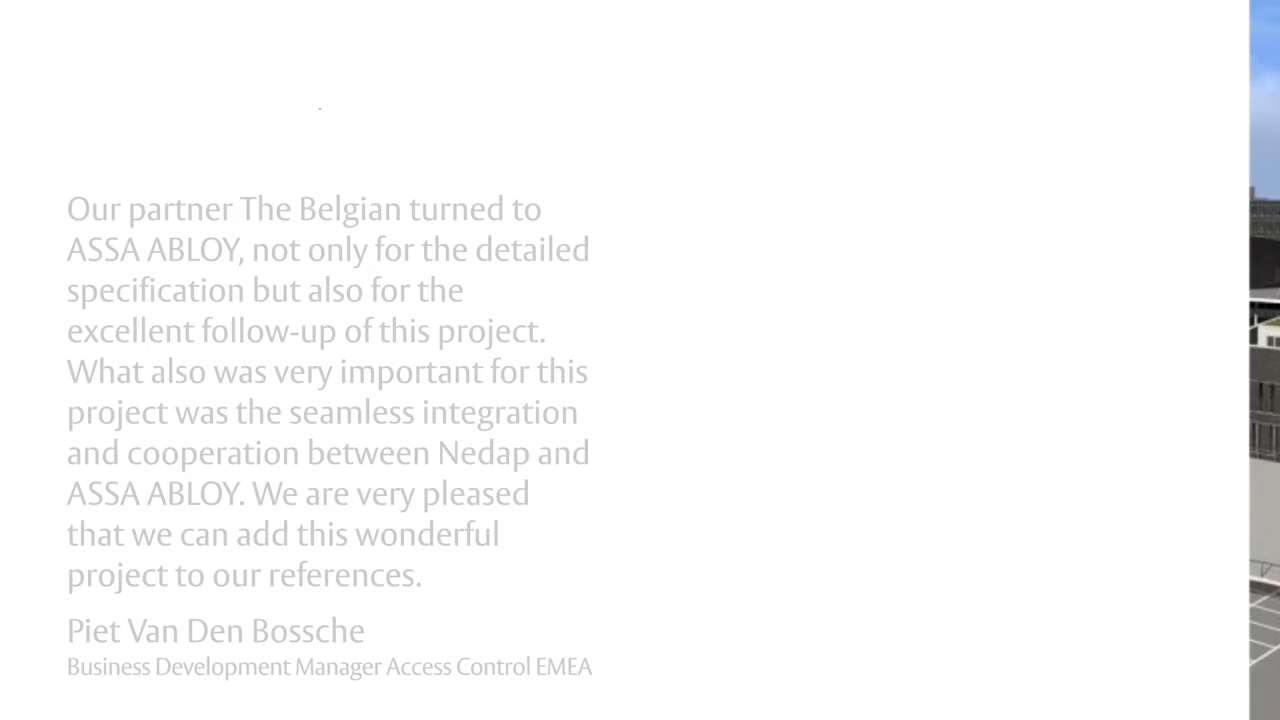 Our partner The Belgian turned to
ASSA ABLOY, not only for the detailed
specification but also for the
excellent follow-up of this project.
What also was very important for this
project was the seamless integration
and cooperation between Nedap and
ASSA ABLOY. We are very pleased
that we can add this wonderful
project to our references.
Piet Van Den Bossche
Business Development Manager Access Control EMEA